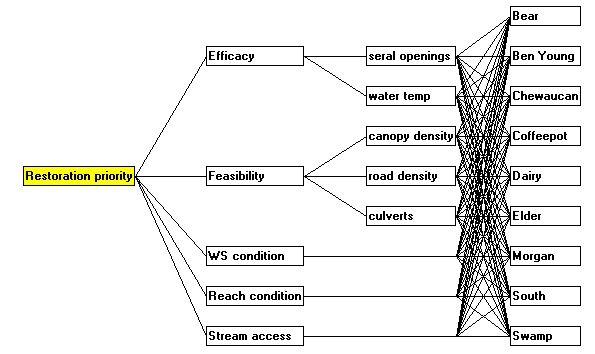 Restoration priority
Efficacy
Feasibility
WS condition
Reach condition
Stream access
seral openings
water temp
canopy density
road density
culverts
Bear
Ben Young
Chewaucan
Coffeepot
Dairy
Elder
Morgan
South
Swamp